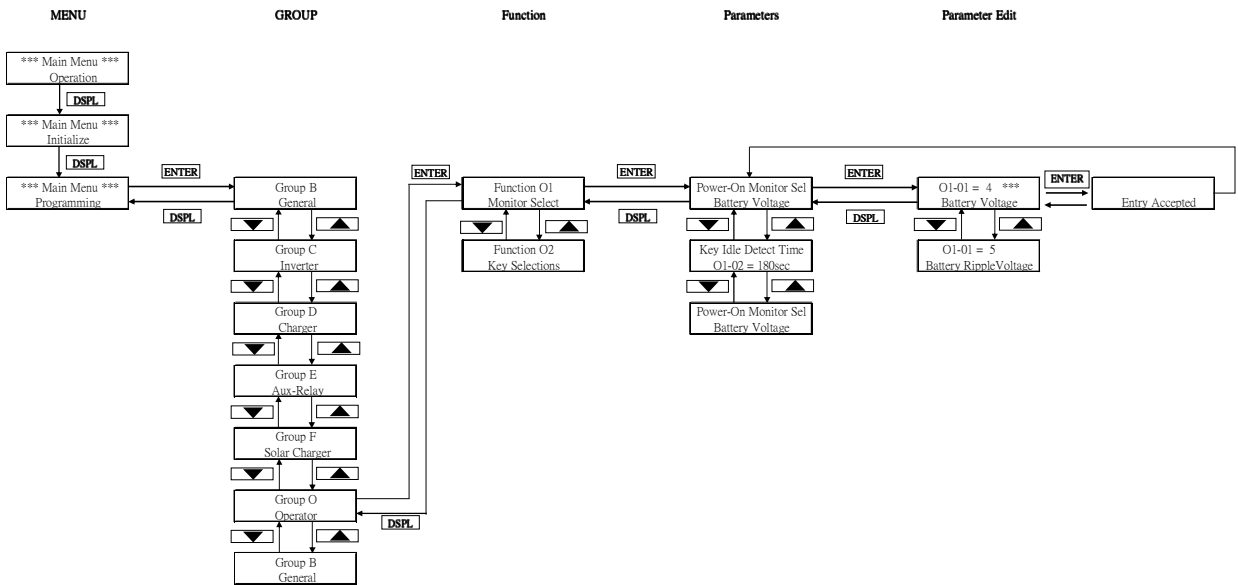 MENU
GROUP
Function
Parameters
Parameter Edit
*** Main Menu ***
Operation
DSPL
*** Main Menu ***
Initialize
DSPL
*** Main Menu ***
Programming
ENTER
DSPL
Group B
General
Group C
Inverter
Group D
Charger
Group E
Aux-Relay
Group F
Solar Charger
Group O
Operator
Group B
General
ENTER
DSPL
Function O1
Monitor Select
Function O2
Key Selections
ENTER
DSPL
Power-On Monitor Sel
Battery Voltage
Key Idle Detect Time
O1-02 = 180sec
Power-On Monitor Sel
Battery Voltage
ENTER
DSPL
O1-01 = 4 ***
Battery Voltage
O1-01 = 5
Battery RippleVoltage
ENTER
Entry Accepted